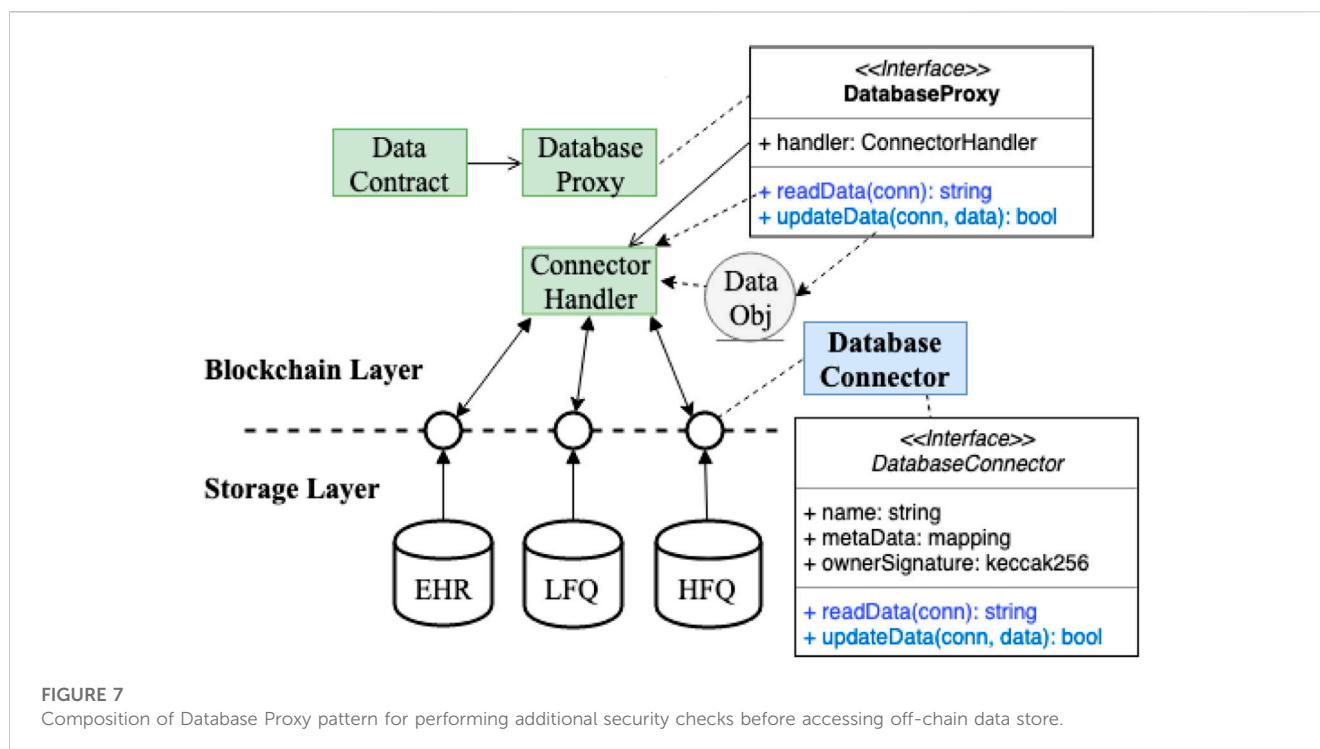 <<Interface>>
DatabaseProxy
+ handler: ConnectorHandler
+ readData(conn): string
+ updateData(conn, data): bool
Data
Contract
Database
Proxy
Connector
Handler
Data
Obj
Database
Connector
Blockchain Layer
Storage Layer
<<Interface>>
DatabaseConnector
+ name: string
+ metaData: mapping
+ ownerSignature: keccak256
+ readData(conn): string
+ updateData(conn, data): bool
EHR
LFQ
HFQ
FIGURE 7
Composition of Database Proxy pattern for performing additional security checks before accessing off-chain data store.